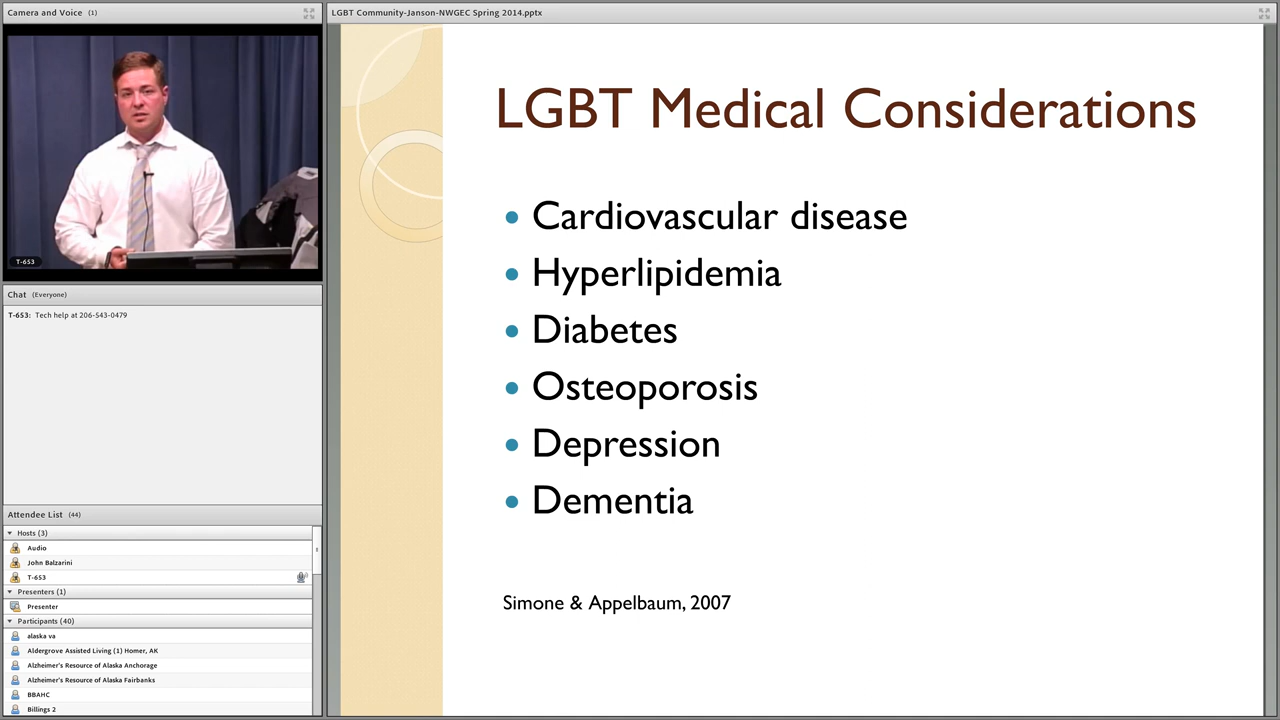 Camera and Voice (1)
T-653
Chat (Everyone)
T-653: Tech help at 206-543-0479
Attendee List (44)
Hosts (3)
Audio
John Balzarini
T-653
Presenters (1)
Presenter
Participants (40)
alaska va
Aldergrove Assisted Living (1) Homer, AK
Alzheimer's Resource of Alaska Anchorage
Alzheimer's Resource of Alaska Fairbanks
BBAHC
Billings 2
LGBT Community-Janson-NWGEC Spring 2014.pptx
LGBT Medical Considerations
• Cardiovascular disease
• Hyperlipidemia
• Diabetes
• Osteoporosis
• Depression
• Dementia
Simone & Appelbaum, 2007